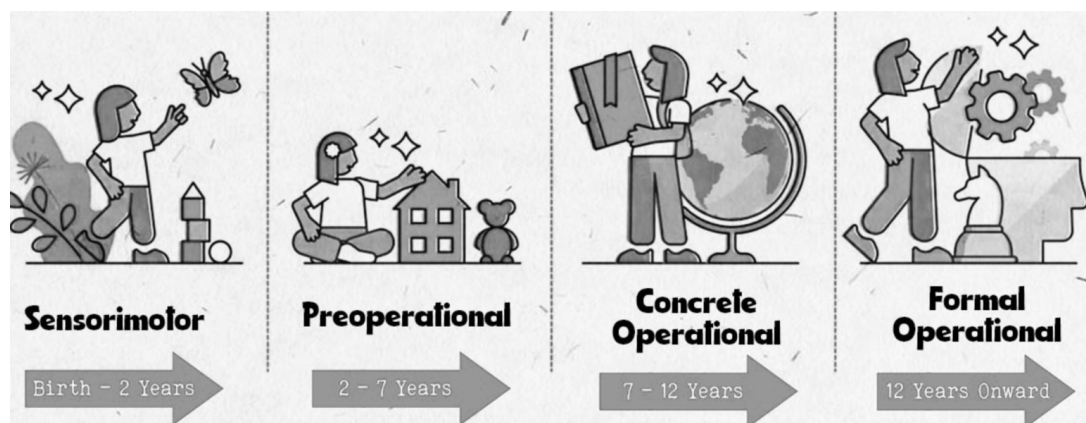 Sensorimotor
Birth – 2 Years
Preoperational
2 – 7 Years
Concrete
Operational
7 – 12 Years
Formal
Operational
12 Years Onward